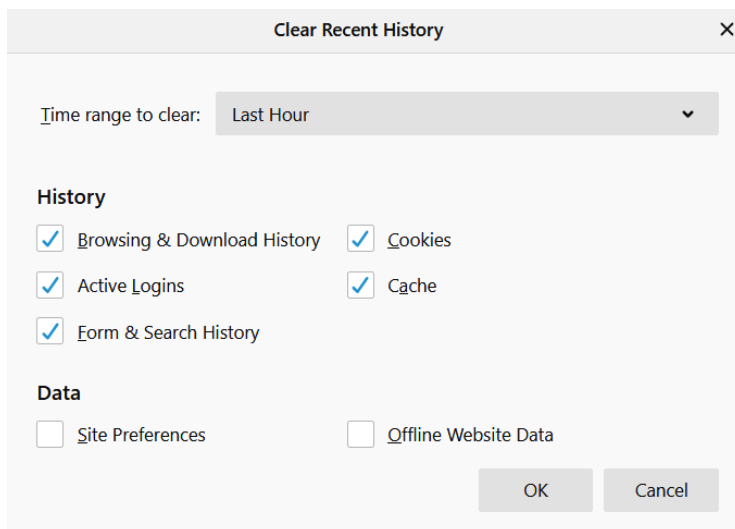 Clear Recent History
Time range to clear: Last Hour
History
Browsing & Download History Cookies
Active Logins Cache
Form & Search History
Data
Site Preferences Offline Website Data
OK Cancel